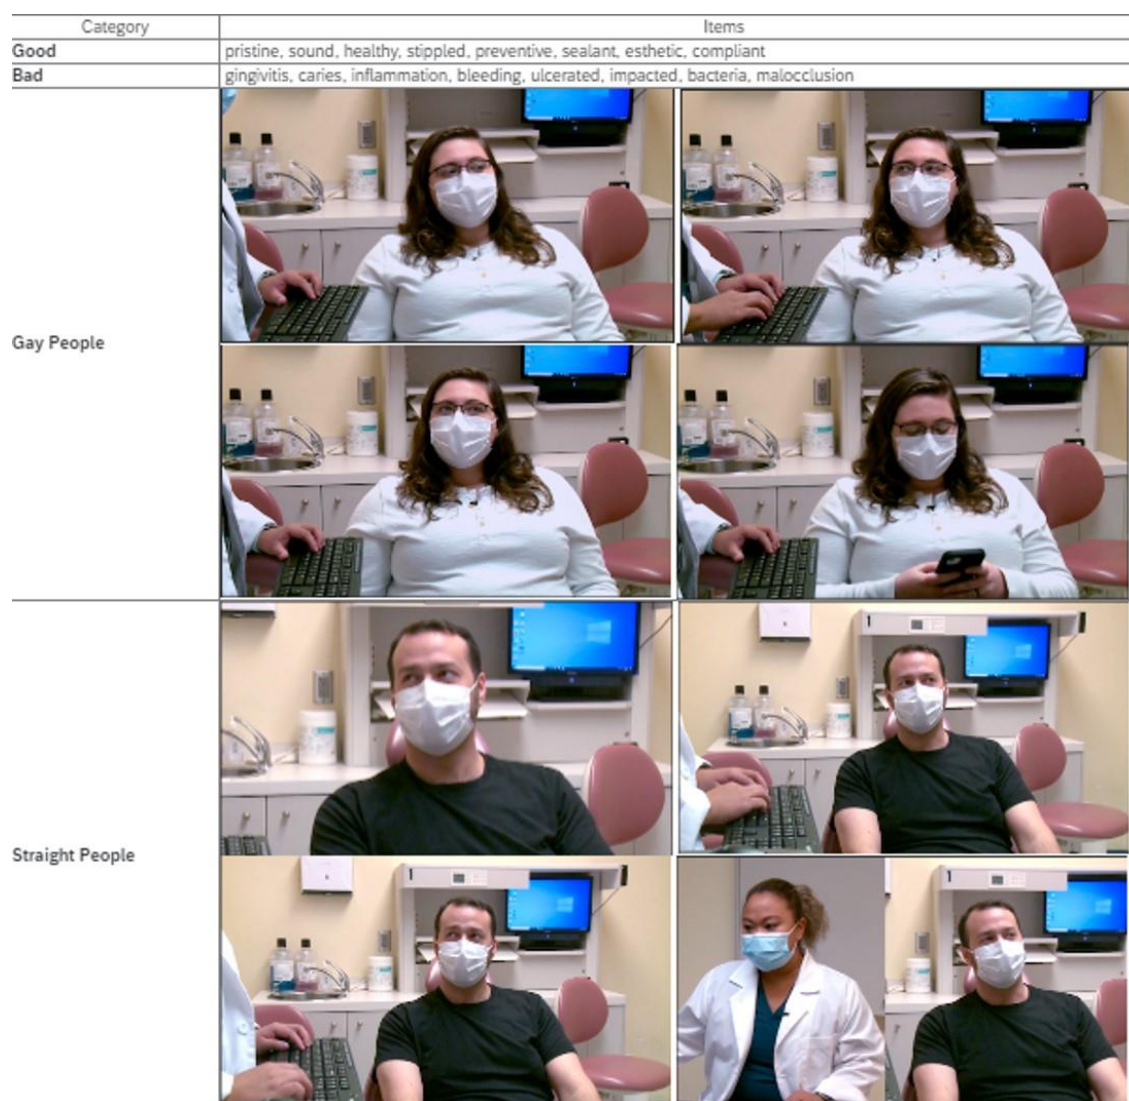 Category Items
Good pristine, sound, healthy, stippled, preventive, sealant, esthetic, compliant
Bad gingivitis, caries, inflammation, bleeding, ulcerated, impacted, bacteria, malocclusion
Gay People
Straight People